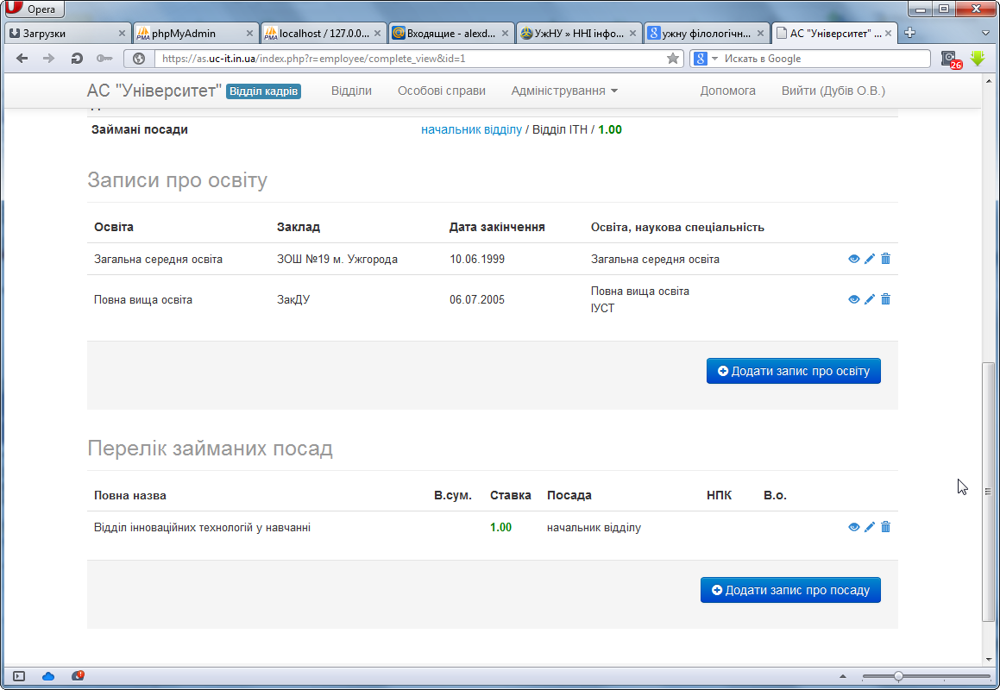 Opera
Загрузки
phpMyAdmin
localhost / 127.0.0...
Входящие - alexd...
УжНУ » ННІ інфо...
ужну філологічн...
АС "Університет" ...
https://as.uc-it.in.ua/index.php?r=employee/complete_view&id=1
Искать в Google
26
АС "Університет" Відділ кадрів Відділи Особові справи Адміністрування Допомога Вийти (Дубів О.В.)
Займані посади начальник відділу / Відділ ІТН / 1.00
Записи про освіту
Освіта Заклад Дата закінчення Освіта, наукова спеціальність
Загальна середня освіта ЗОШ №19 м. Ужгорода 10.06.1999 Загальна середня освіта
Повна вища освіта ЗакДУ 06.07.2005 Повна вища освіта
ІУСТ
Додати запис про освіту
Перелік займаних посад
Повна назва В.сум. Ставка Посада НПК В.о.
Відділ інноваційних технологій у навчанні 1.00 начальник відділу
Додати запис про посаду